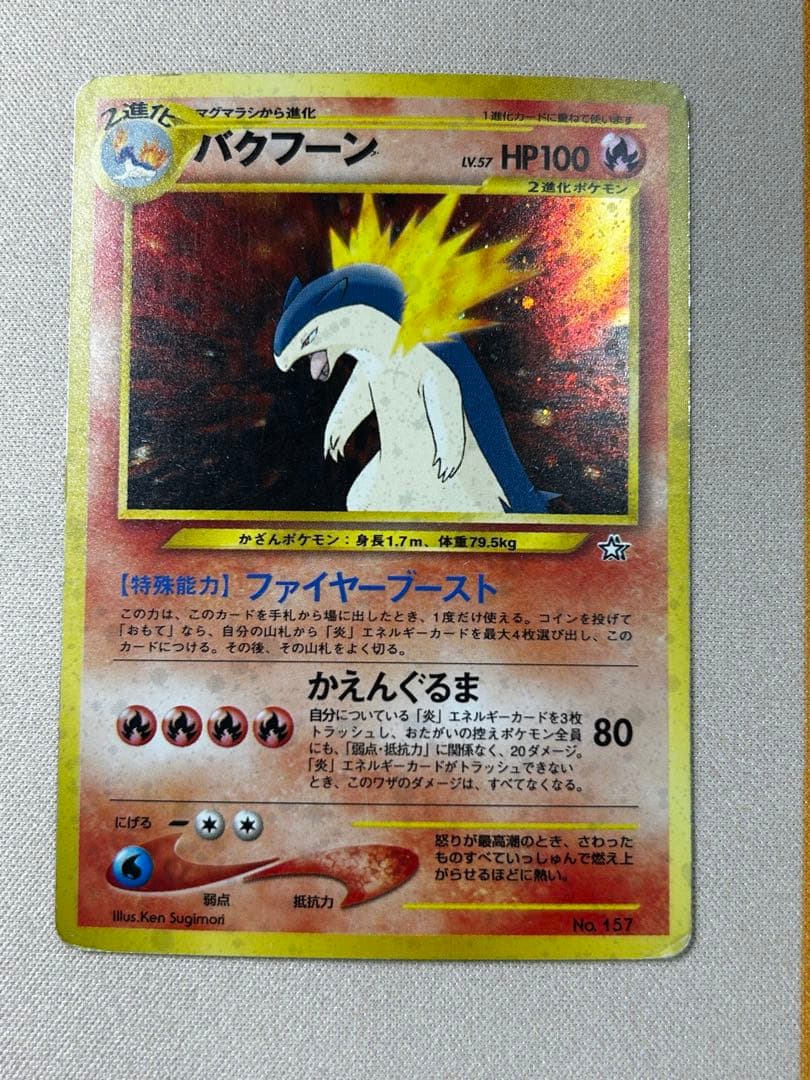 2進化
マグマラシから進化
1進化カードに重ねて使います
バクフーン
LV.57 HP100
2進化ポケモン
かざんポケモン：身長1.7m、体重79.5kg
【特殊能力】ファイヤーブースト
この力は、このカードを手札から場に出したとき、1度だけ使える。コインを投げて
「おもて」なら、自分の山札から「炎」エネルギーカードを最大4枚選び出し、この
カードにつける。その後、その山札をよく切る。
かえんぐるま
自分についている「炎」エネルギーカードを3枚
トラッシュし、おたがいの控えポケモン全員
にも、「弱点・抵抗力」に関係なく、20ダメージ。
「炎」エネルギーカードがトラッシュできない
とき、このワザのダメージは、すべてなくなる。
80
にげる
怒りが最高潮のとき、さわった
ものすべていっしゅんで燃え上
がらせるほどに熱い。
弱点
抵抗力
Illus.Ken Sugimori
No. 157